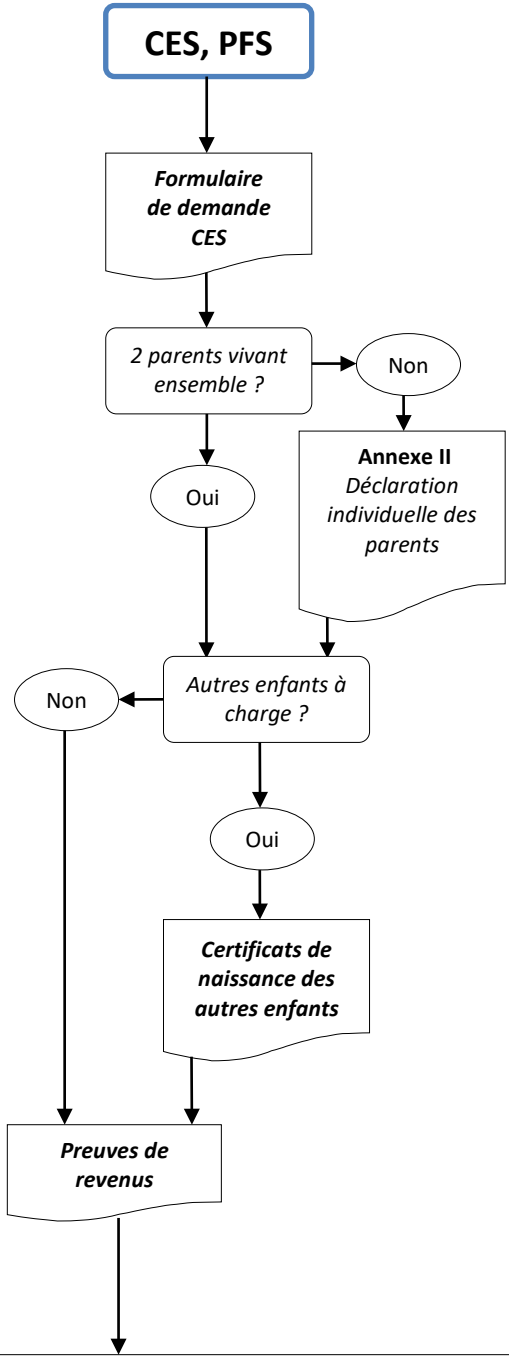 CES, PFS
Formulaire
de demande
CES
2 parents vivant
ensemble ?
Non
Oui
Annexe II
Déclaration
individuelle des
parents
Autres enfants à
charge ?
Non
Oui
Certificats de
naissance des
autres enfants
Preuves de
revenus